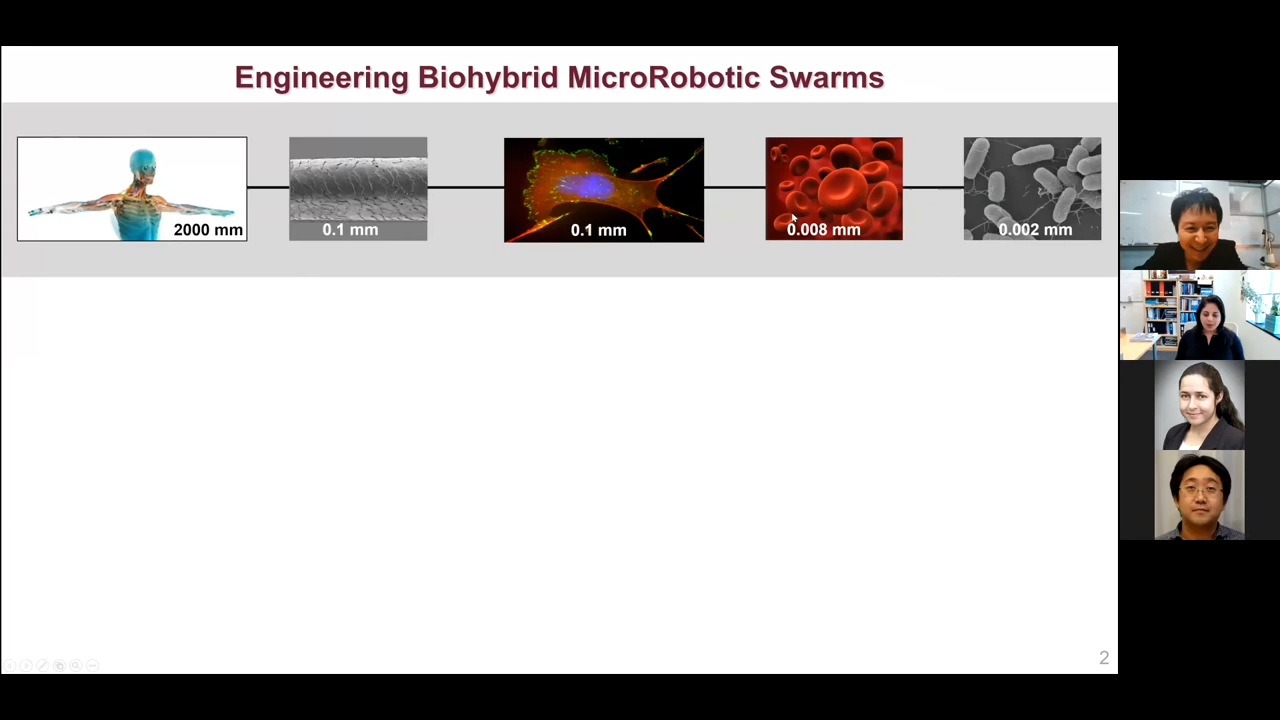 Engineering Biohybrid MicroRobotic Swarms
2000 mm
0.1 mm
0.1 mm
0.008 mm
0.002 mm
2